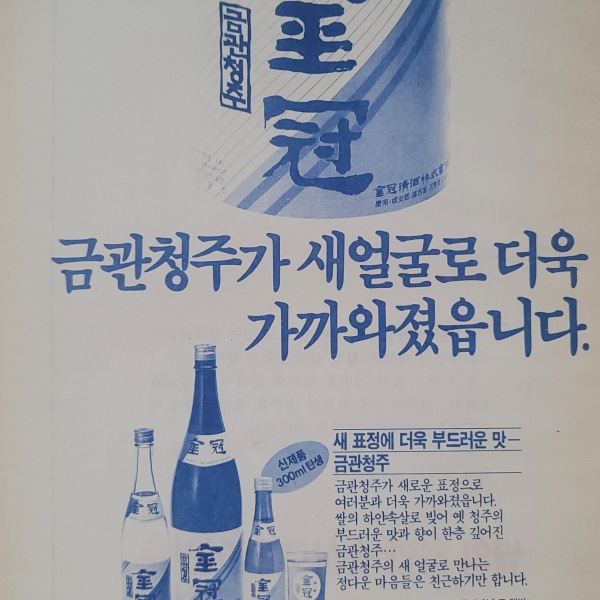 금관청주
金
冠
金冠淸酒株式會
금관청주가 새얼굴로 더욱
가까와졌읍니다.
새 표정에 더욱 부드러운 맛—
금관청주
신제품
300ml 탄생
금관청주가 새로운 표정으로
여러분과 더욱 가까와졌읍니다.
쌀의 하얀속살로 빚어 옛 청주의
부드러운 맛과 향이 한층 깊어진
금관청주…
금관청주의 새 얼굴로 만나는
정다운 마음들은 친근하기만 합니다.
金冠
金冠
金冠
金冠
金
金
金